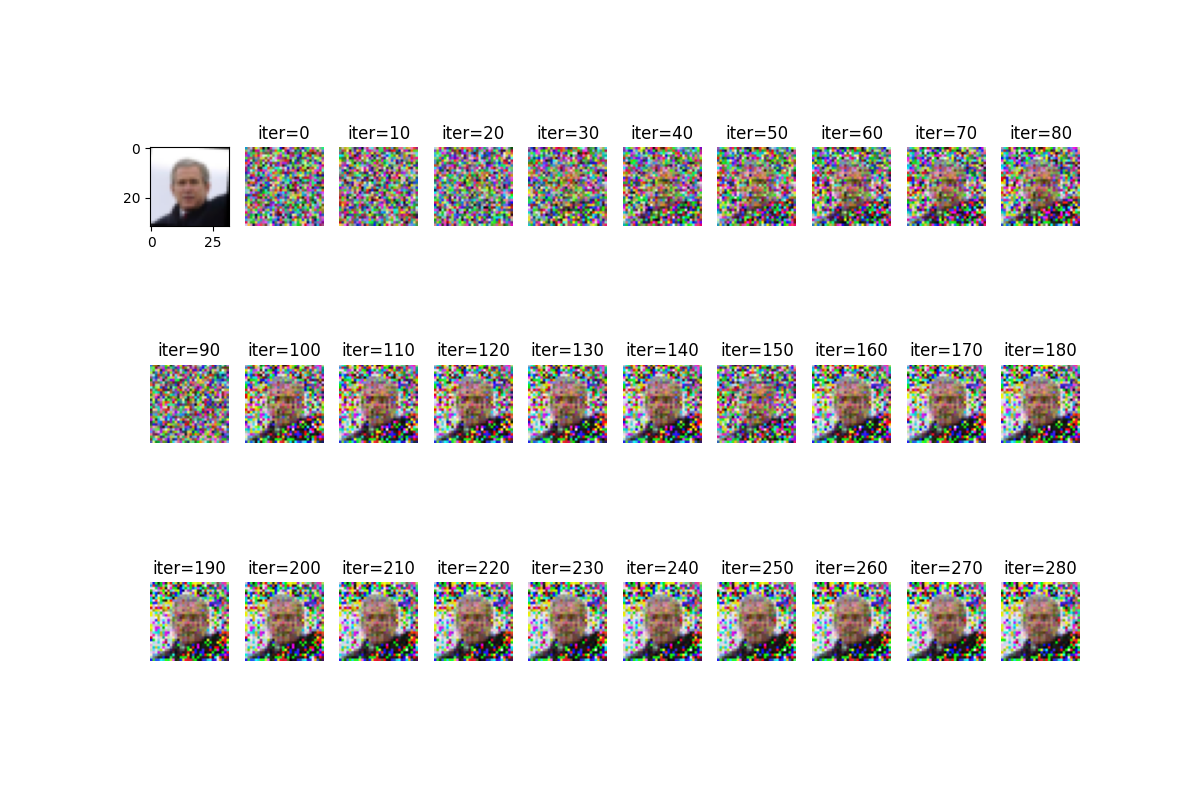 iter=0 iter=10 iter=20 iter=30 iter=40 iter=50 iter=60 iter=70 iter=80
0
20
0 25
iter=90 iter=100 iter=110 iter=120 iter=130 iter=140 iter=150 iter=160 iter=170 iter=180
iter=190 iter=200 iter=210 iter=220 iter=230 iter=240 iter=250 iter=260 iter=270 iter=280